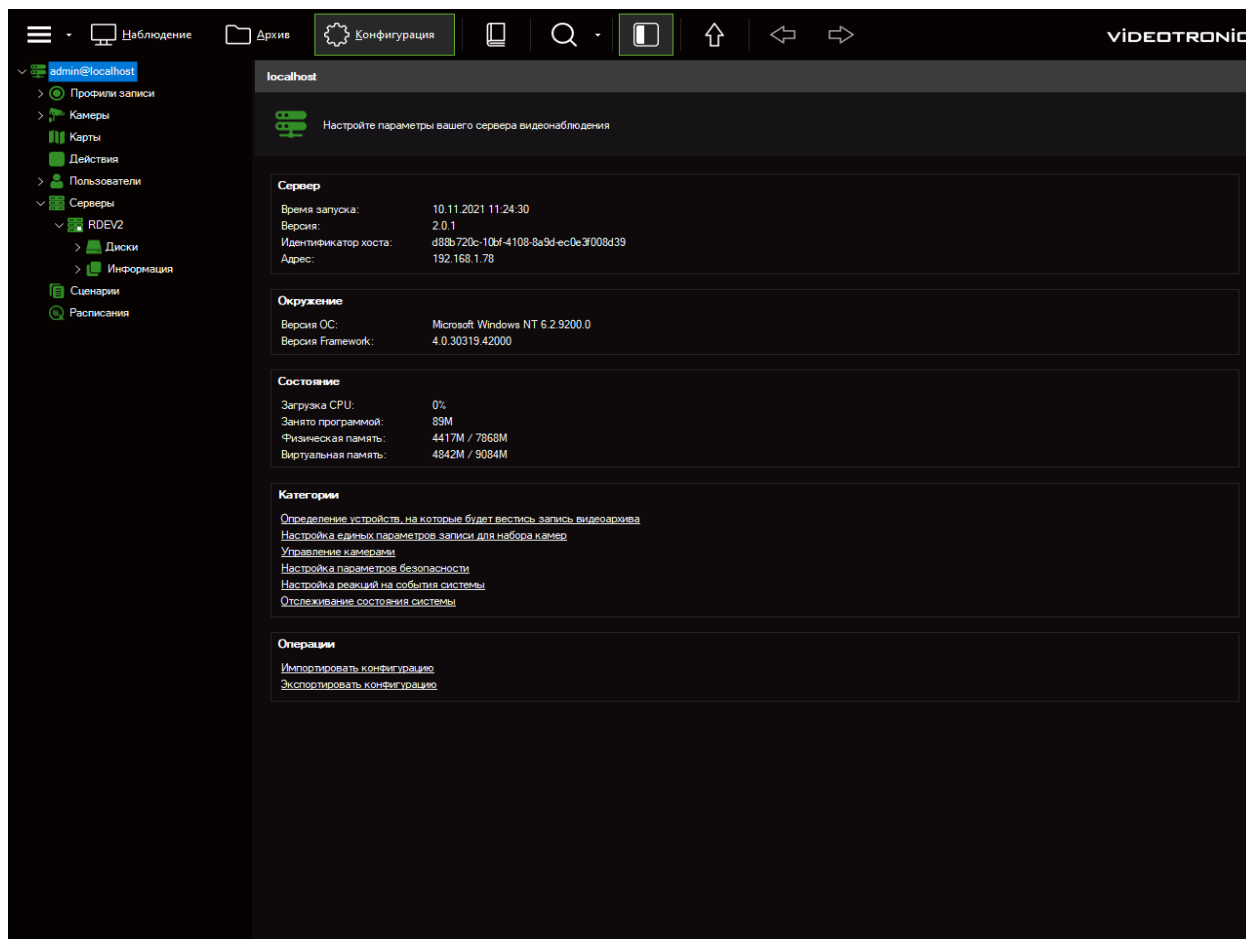 Наблюдение Архив Конфигурация VIDEOTRONIC
admin@localhost
Профили записи
Камеры
Карты
Действия
Пользователи
Серверы
RDEV2
Диски
Информация
Сценарии
Расписания
localhost
Настройте параметры вашего сервера видеонаблюдения
Сервер
Время запуска: 10.11.2021 11:24:30
Версия: 2.0.1
Идентификатор хоста: d88b720c-10bf-4108-8a9d-ec0e3f008d39
Адрес: 192.168.1.78
Окружение
Версия ОС: Microsoft Windows NT 6.2.9200.0
Версия Framework: 4.0.30319.42000
Состояние
Загрузка CPU: 0%
Занято программой: 89M
Физическая память: 4417M / 7868M
Виртуальная память: 4842M / 9084M
Категории
Определение устройств, на которые будет вестись запись видеоархива
Настройка единых параметров записи для набора камер
Управление камерами
Настройка параметров безопасности
Настройка реакций на события системы
Отслеживание состояния системы
Операции
Импортировать конфигурацию
Экспортировать конфигурацию